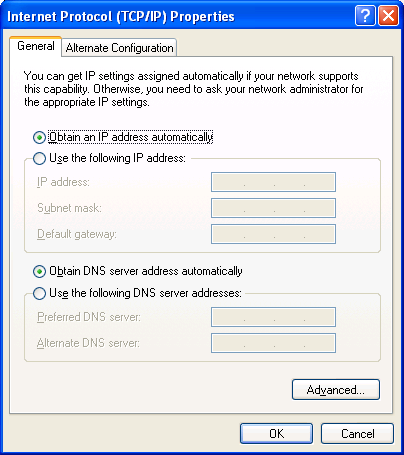 Internet Protocol (TCP/IP) Properties
General
Alternate Configuration
You can get IP settings assigned automatically if your network supports
this capability. Otherwise, you need to ask your network administrator for
the appropriate IP settings.
Obtain an IP address automatically
Use the following IP address:
IP address:
Subnet mask:
Default gateway:
Obtain DNS server address automatically
Use the following DNS server addresses:
Preferred DNS server:
Alternate DNS server:
Advanced...
OK
Cancel